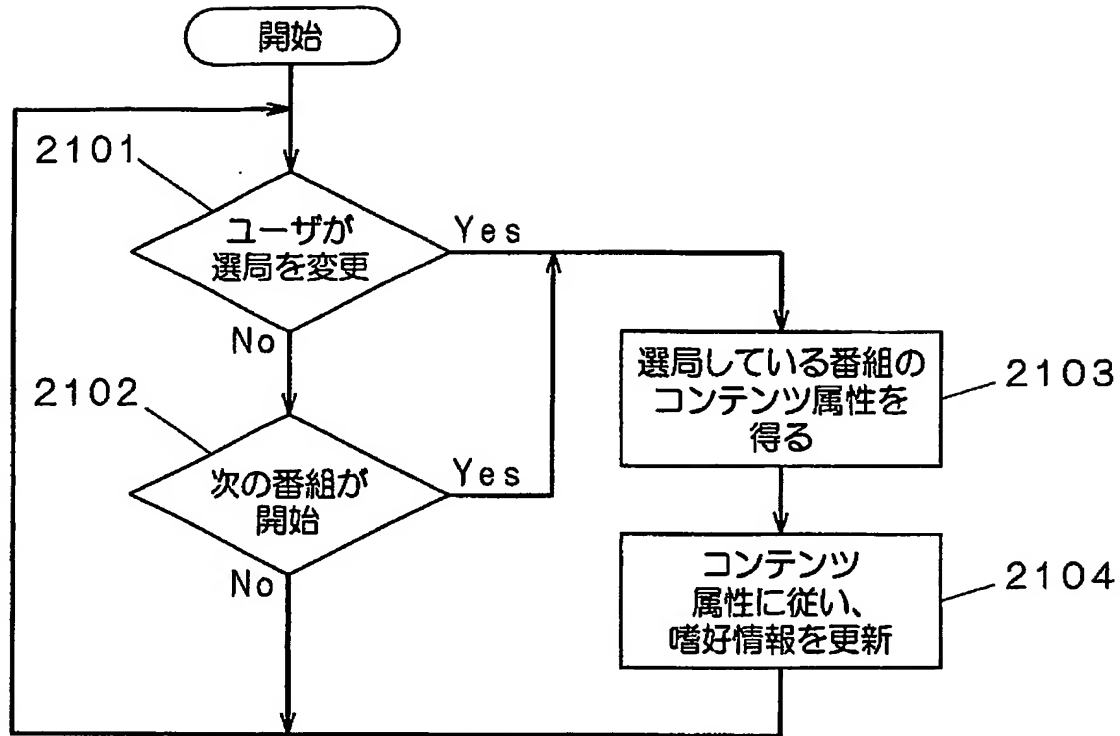 開始
2101
ユーザが
選局を変更
Yes
No
2102
次の番組が
開始
Yes
No
選局している番組の
コンテンツ属性を
得る
2103
コンテンツ
属性に従い、
嗜好情報を更新
2104